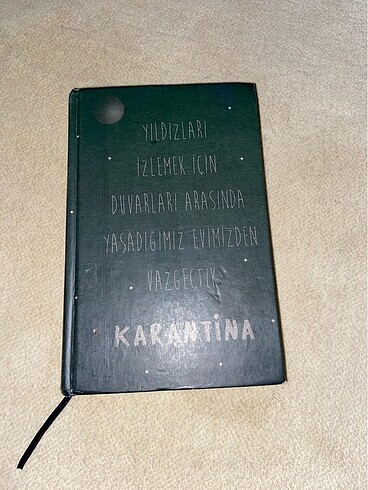 YILDIZLARI
İZLEMEK İÇİN
DUVARLARI ARASINDA
YAŞADIĞIMIZ EVİMİZDEN
VAZGEÇTİK
KARANTİNA